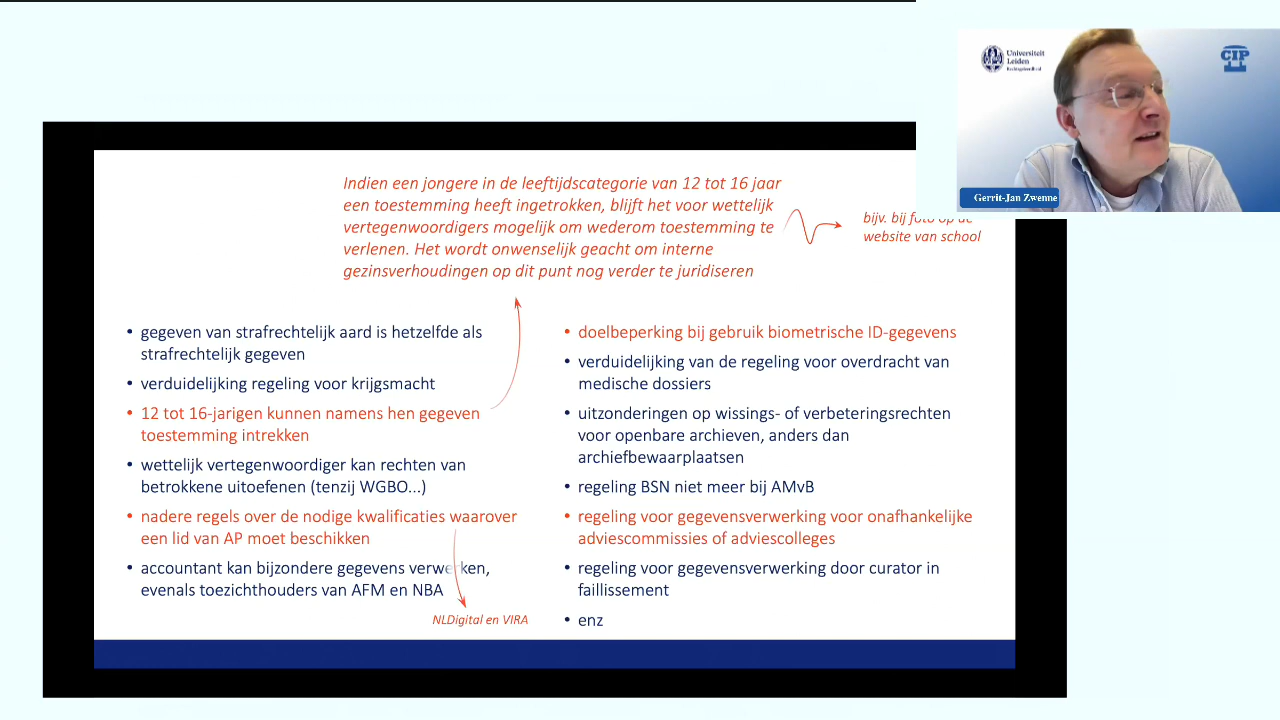 Universiteit
Leiden
Rechtsgeleerdheid
CIP
Gerrit-Jan Zwenne
Indien een jongere in de leeftijdscategorie van 12 tot 16 jaar
een toestemming heeft ingetrokken, blijft het voor wettelijk
vertegenwoordigers mogelijk om wederom toestemming te
verlenen. Het wordt onwenselijk geacht om interne
gezinsverhoudingen op dit punt nog verder te juridiseren
bijv. bij foto op de
website van school
• gegeven van strafrechtelijk aard is hetzelfde als
strafrechtelijk gegeven
• verduidelijking regeling voor krijgsmacht
• 12 tot 16-jarigen kunnen namens hen gegeven
toestemming intrekken
• wettelijk vertegenwoordiger kan rechten van
betrokkene uitoefenen (tenzij WGBO...)
• nadere regels over de nodige kwalificaties waarover
een lid van AP moet beschikken
• accountant kan bijzondere gegevens verwerken,
evenals toezichthouders van AFM en NBA
NLDigital en VIRA
• doelbeperking bij gebruik biometrische ID-gegevens
• verduidelijking van de regeling voor overdracht van
medische dossiers
• uitzonderingen op wissings- of verbeteringsrechten
voor openbare archieven, anders dan
archiefbewaarplaatsen
• regeling BSN niet meer bij AMvB
• regeling voor gegevensverwerking voor onafhankelijke
adviescommissies of adviescolleges
• regeling voor gegevensverwerking door curator in
faillissement
• enz